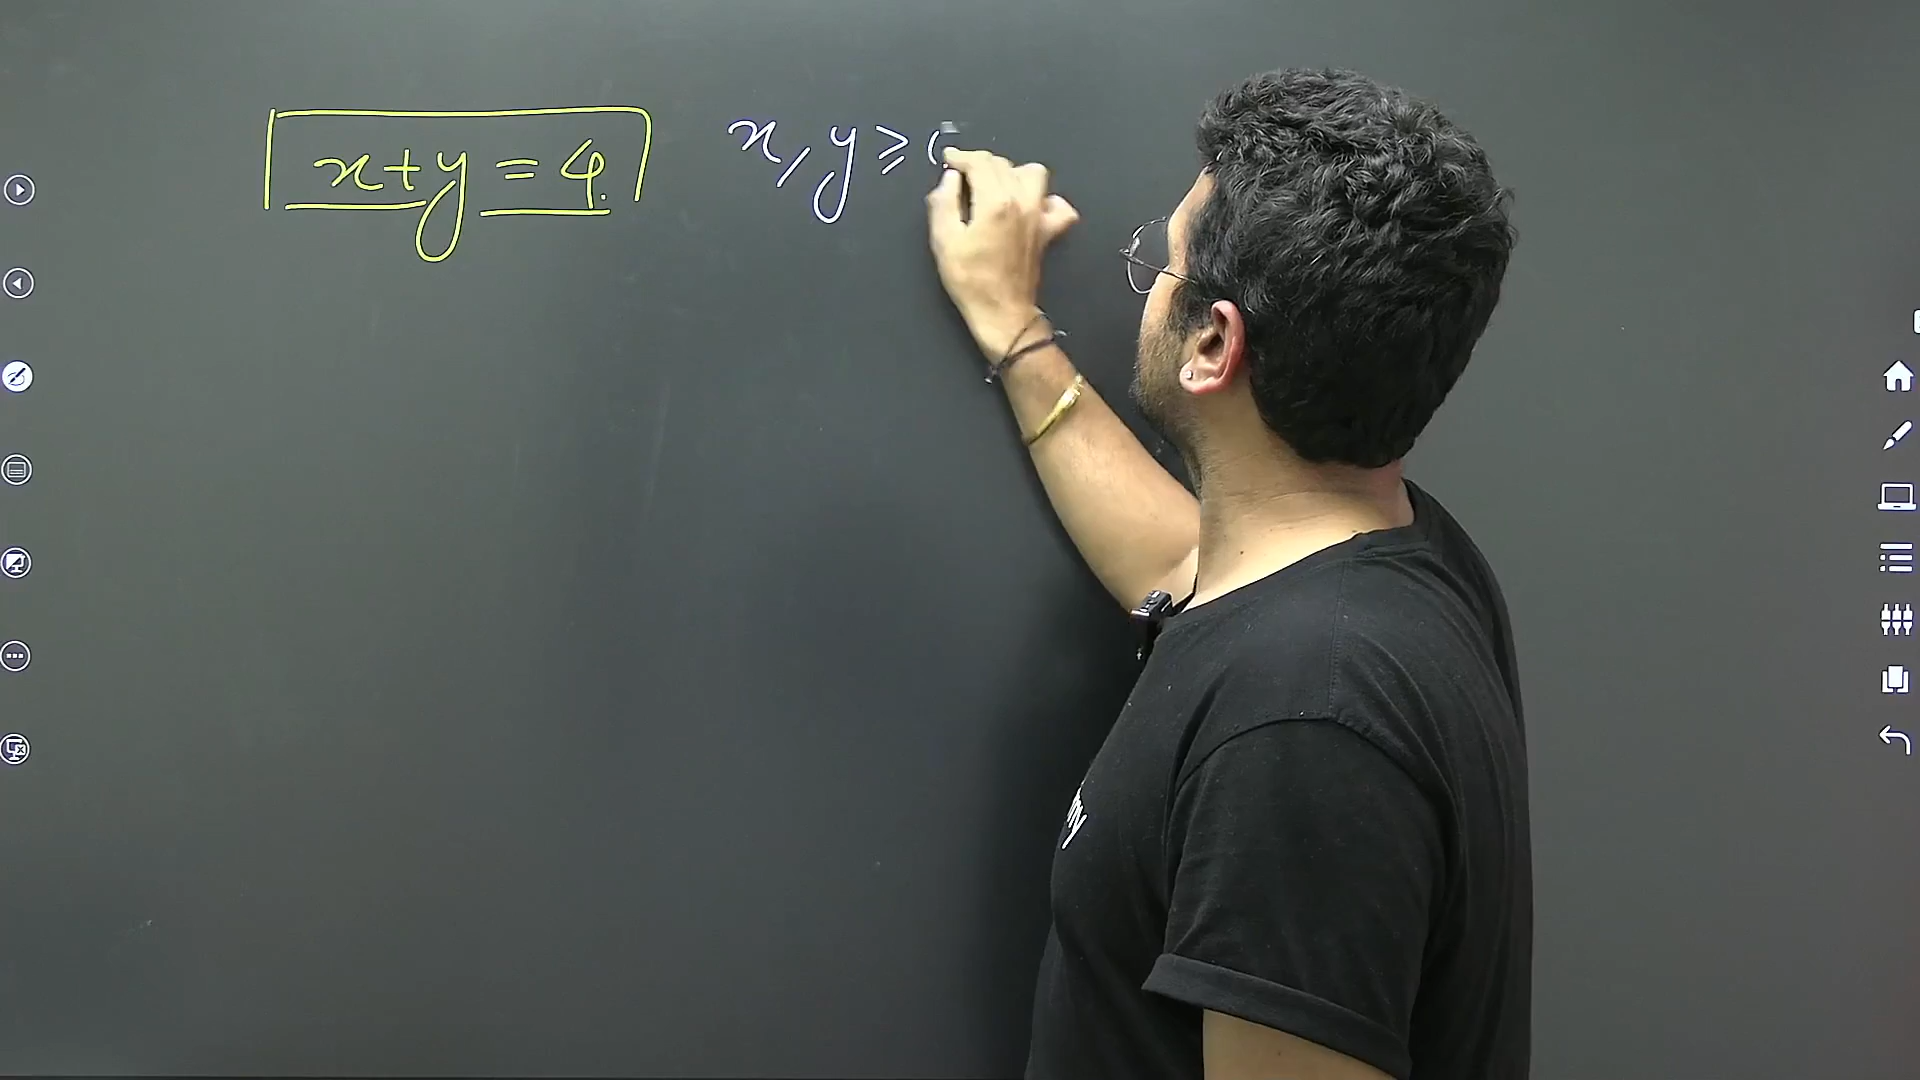 x+y = 4
x, y ≥